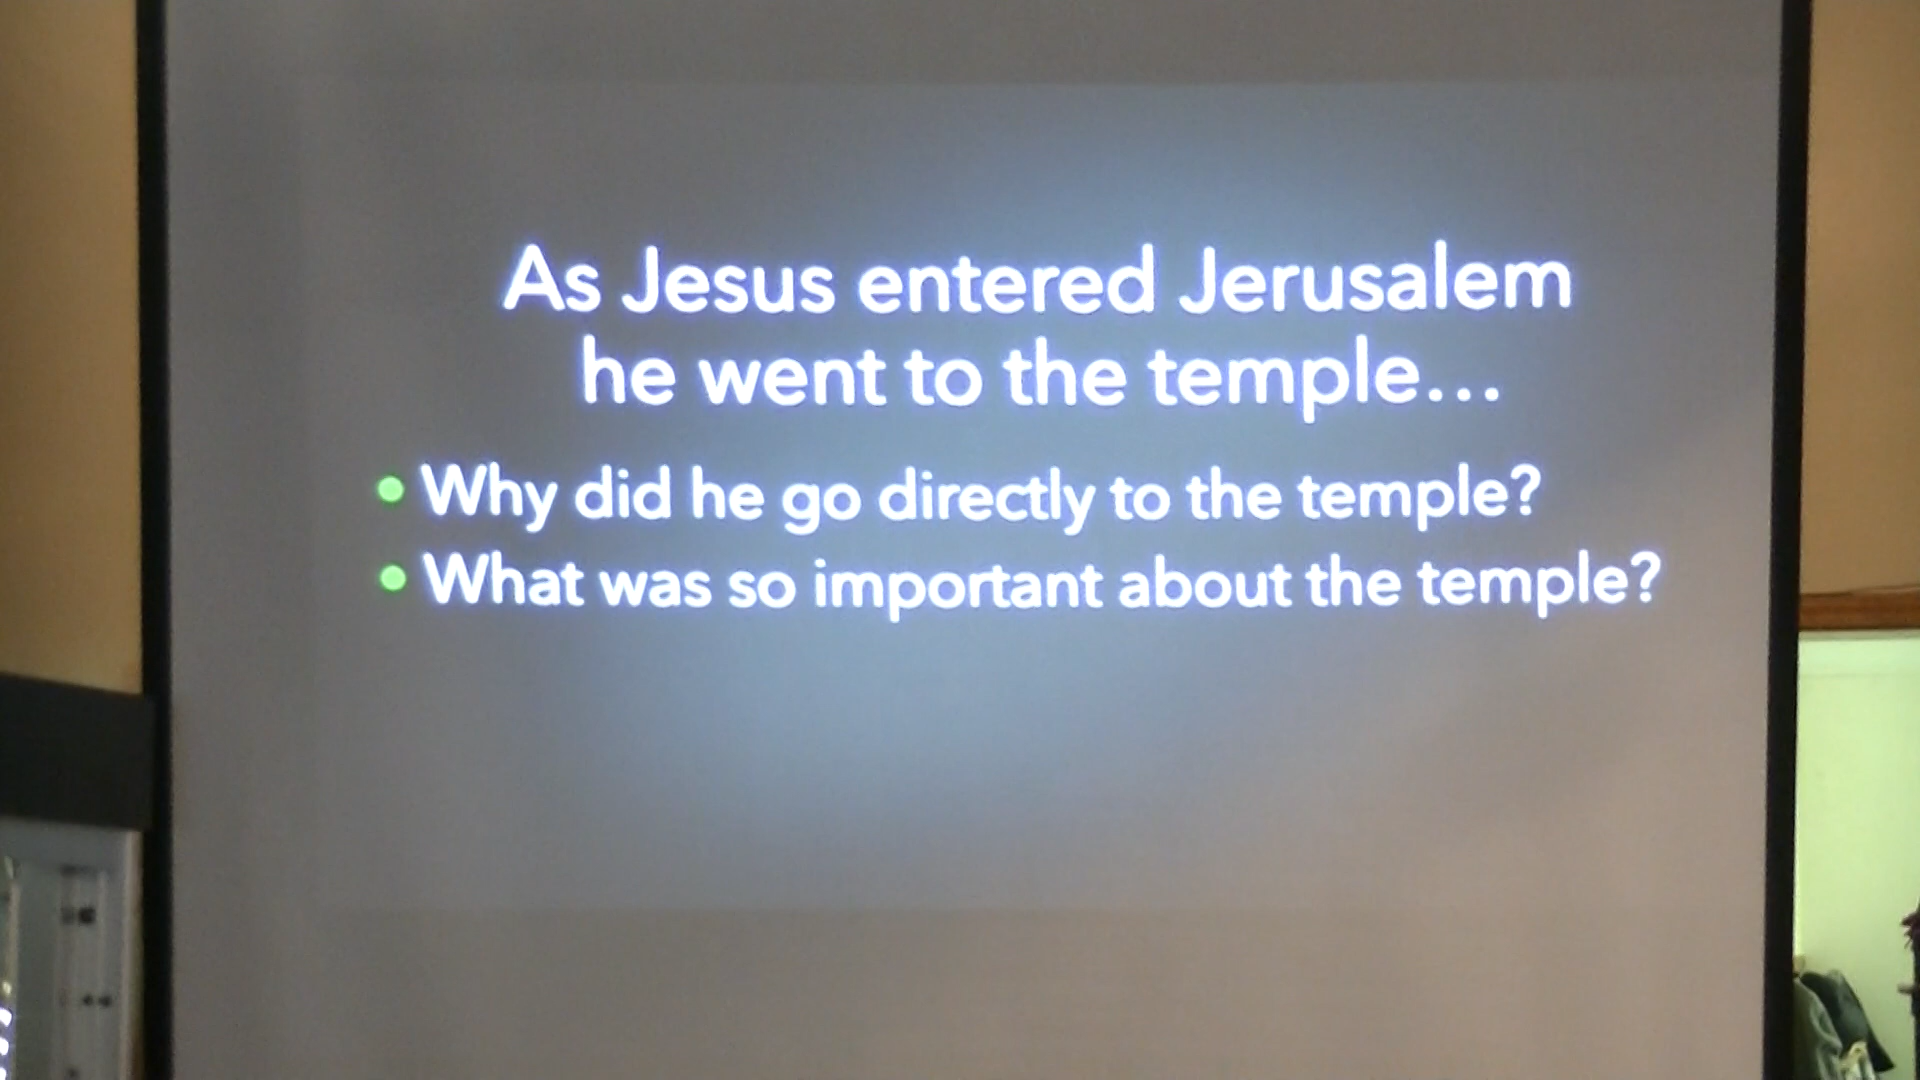 As Jesus entered Jerusalem
he went to the temple...
• Why did he go directly to the temple?
• What was so important about the temple?